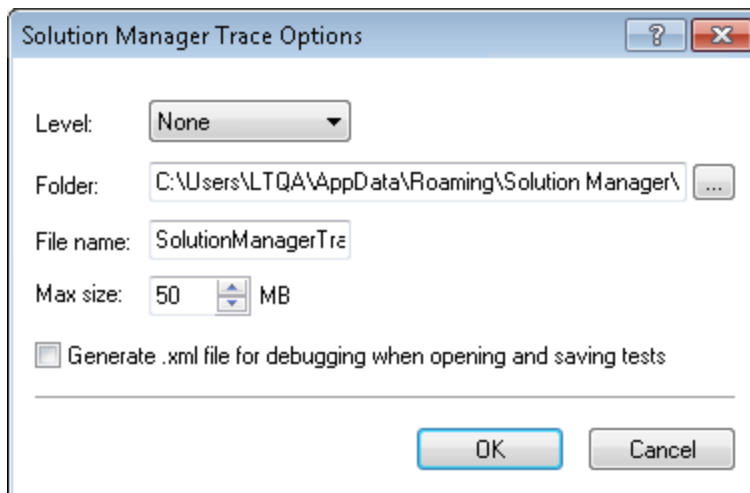 Solution Manager Trace Options
Level: None
Folder: C:\Users\LTQA\AppData\Roaming\Solution Manager\ ...
File name: SolutionManagerTra
Max size: 50 MB
Generate .xml file for debugging when opening and saving tests
OK Cancel